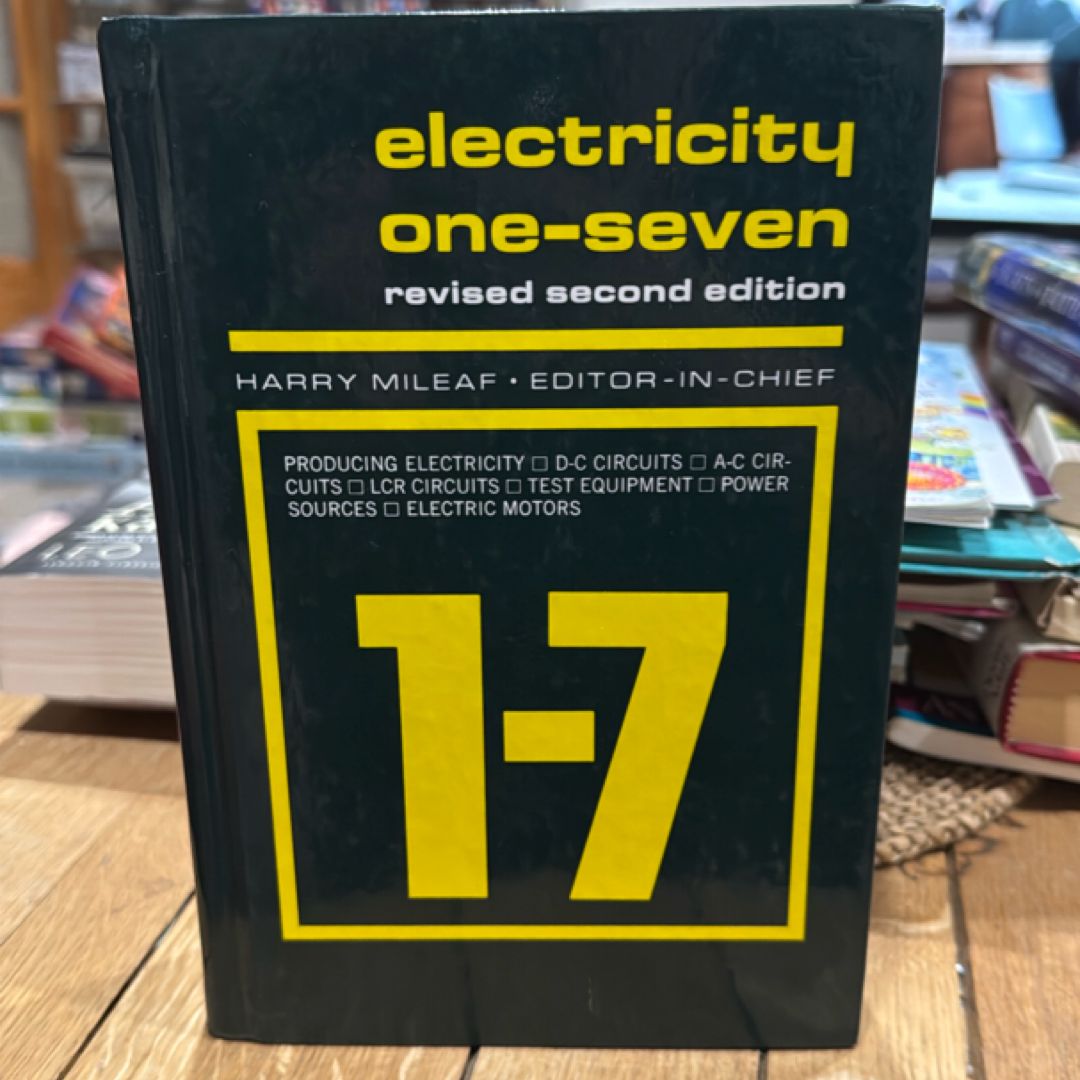 electricity
one-seven
revised second edition
HARRY MILEAF • EDITOR-IN-CHIEF
PRODUCING ELECTRICITY □ D-C CIRCUITS □ A-C CIR-
CUITS □ LCR CIRCUITS □ TEST EQUIPMENT □ POWER
SOURCES □ ELECTRIC MOTORS
1-7